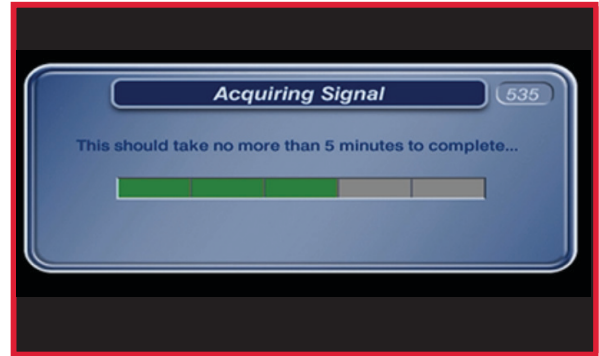 Acquiring Signal
535
This should take no more than 5 minutes to complete...